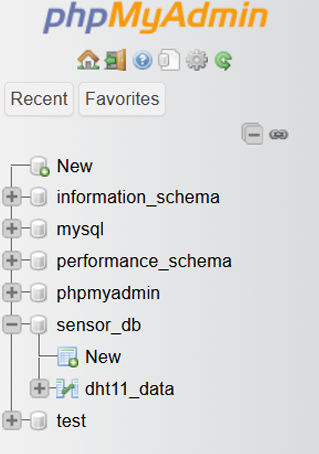 phpMyAdmin
Recent Favorites
New
information_schema
mysql
performance_schema
phpmyadmin
sensor_db
New
dht11_data
test